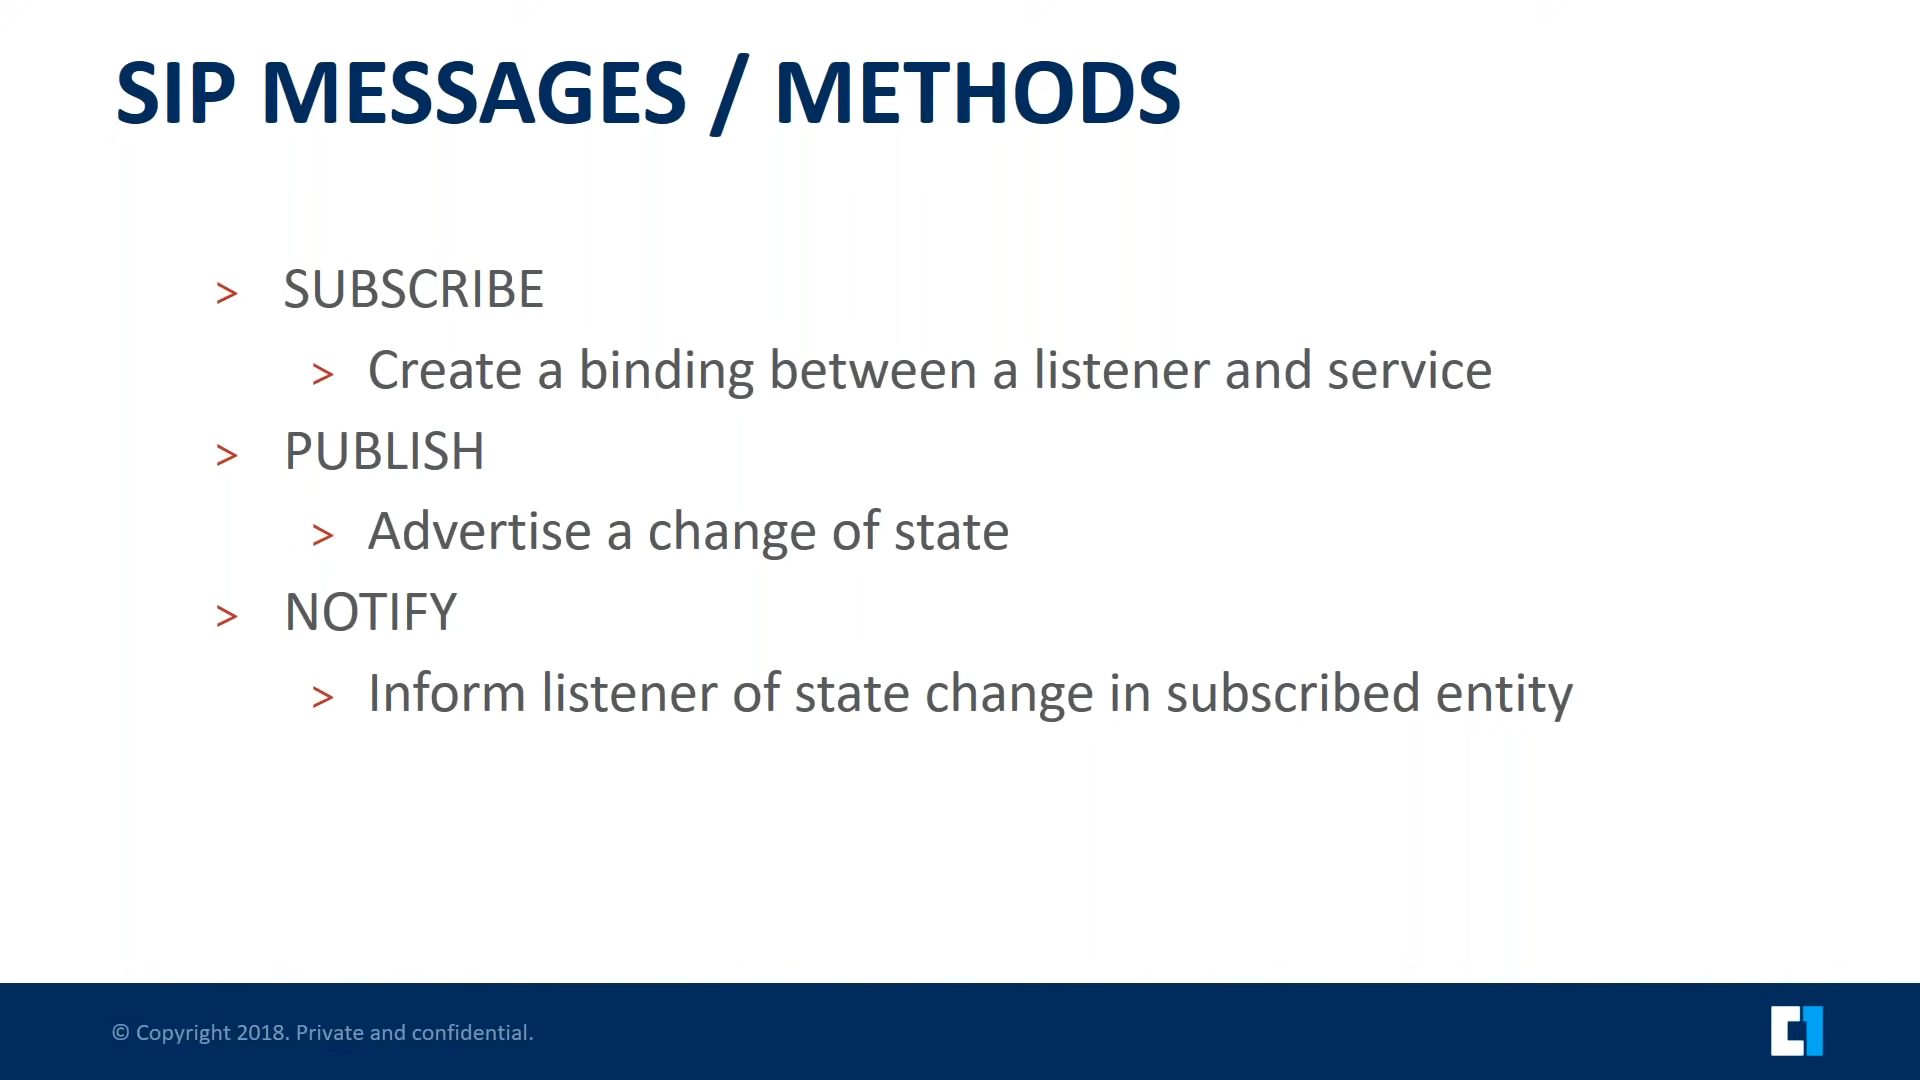 SIP MESSAGES / METHODS
> SUBSCRIBE
> Create a binding between a listener and service
> PUBLISH
> Advertise a change of state
> NOTIFY
> Inform listener of state change in subscribed entity
© Copyright 2018. Private and confidential.